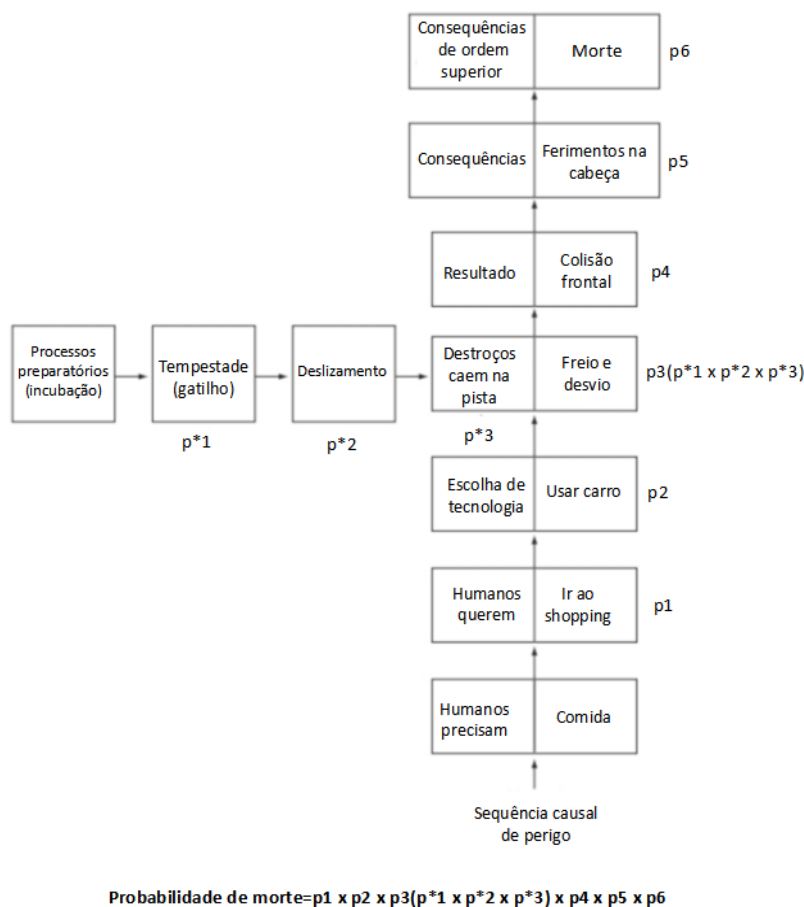 Consequências
de ordem
superior
Morte
p6
Consequências
Ferimentos na
cabeça
p5
Resultado
Colisão
frontal
p4
Processos
preparatórios
(incubação)
Tempestade
(gatilho)
Deslizamento
Destroços
caem na
pista
Freio e
desvio
p3(p*1 x p*2 x p*3)
p*1
p*2
p*3
Escolha de
tecnologia
Usar carro
p2
Humanos
querem
Ir ao
shopping
p1
Humanos
precisam
Comida
Sequência causal
de perigo
Probabilidade de morte=p1 x p2 x p3(p*1 x p*2 x p*3) x p4 x p5 x p6